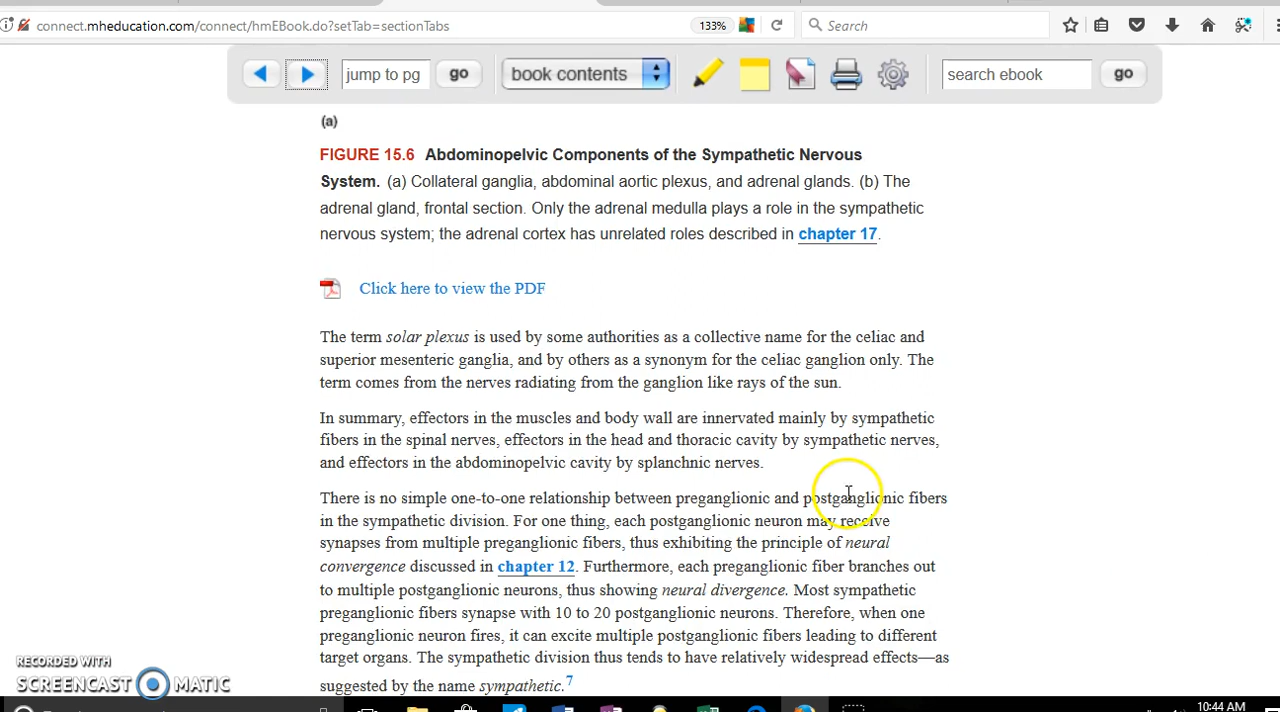 connect.mheducation.com/connect/hmEBook.do?setTab=sectionTabs
133%
Search
jump to pg
go
book contents
search ebook
go
(a)
FIGURE 15.6 Abdominopelvic Components of the Sympathetic Nervous
System. (a) Collateral ganglia, abdominal aortic plexus, and adrenal glands. (b) The
adrenal gland, frontal section. Only the adrenal medulla plays a role in the sympathetic
nervous system; the adrenal cortex has unrelated roles described in chapter 17.
Click here to view the PDF
The term solar plexus is used by some authorities as a collective name for the celiac and
superior mesenteric ganglia, and by others as a synonym for the celiac ganglion only. The
term comes from the nerves radiating from the ganglion like rays of the sun.
In summary, effectors in the muscles and body wall are innervated mainly by sympathetic
fibers in the spinal nerves, effectors in the head and thoracic cavity by sympathetic nerves,
and effectors in the abdominopelvic cavity by splanchnic nerves.
There is no simple one-to-one relationship between preganglionic and postganglionic fibers
in the sympathetic division. For one thing, each postganglionic neuron may receive
synapses from multiple preganglionic fibers, thus exhibiting the principle of neural
convergence discussed in chapter 12. Furthermore, each preganglionic fiber branches out
to multiple postganglionic neurons, thus showing neural divergence. Most sympathetic
preganglionic fibers synapse with 10 to 20 postganglionic neurons. Therefore, when one
preganglionic neuron fires, it can excite multiple postganglionic fibers leading to different
target organs. The sympathetic division thus tends to have relatively widespread effects—as
suggested by the name sympathetic.7
RECORDED WITH
SCREENCAST MATIC
10:44 AM